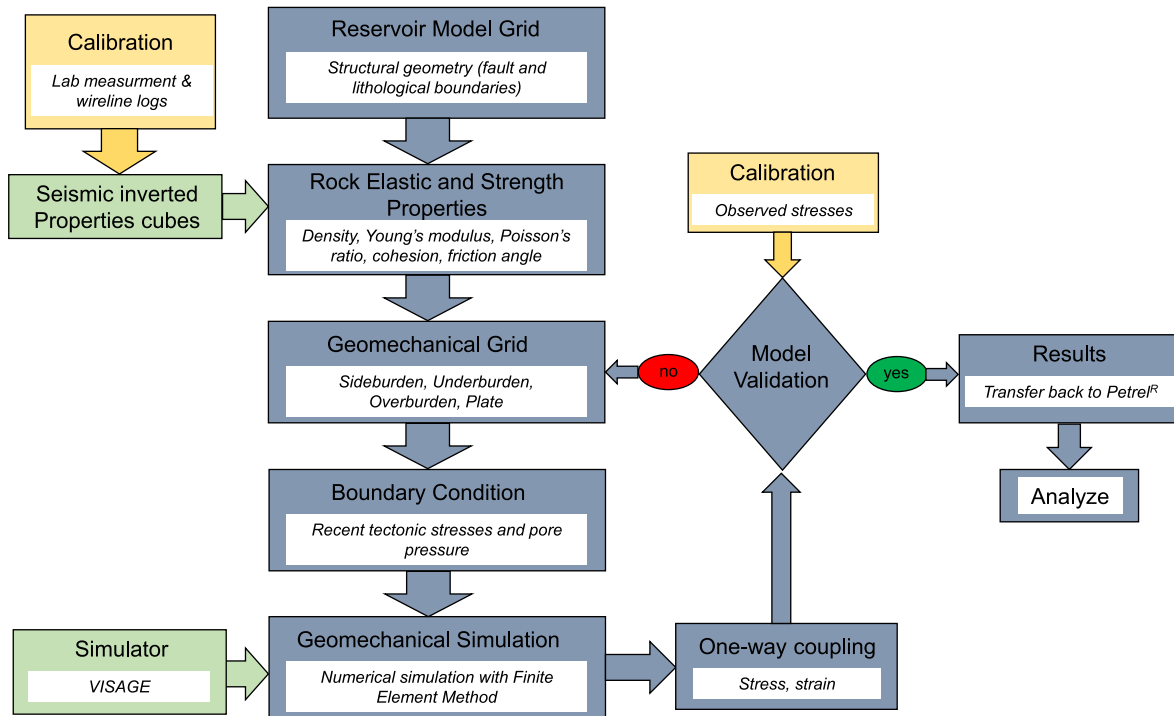 Calibration
Lab measurment &
wireline logs
Reservoir Model Grid
Structural geometry (fault and
lithological boundaries)
Seismic inverted
Properties cubes
Rock Elastic and Strength
Properties
Density, Young's modulus, Poisson's
ratio, cohesion, friction angle
Calibration
Observed stresses
Geomechanical Grid
Sideburden, Underburden,
Overburden, Plate
no
Model
Validation
yes
Results
Transfer back to Petrelᴿ
Analyze
Boundary Condition
Recent tectonic stresses and pore
pressure
Simulator
VISAGE
Geomechanical Simulation
Numerical simulation with Finite
Element Method
One-way coupling
Stress, strain